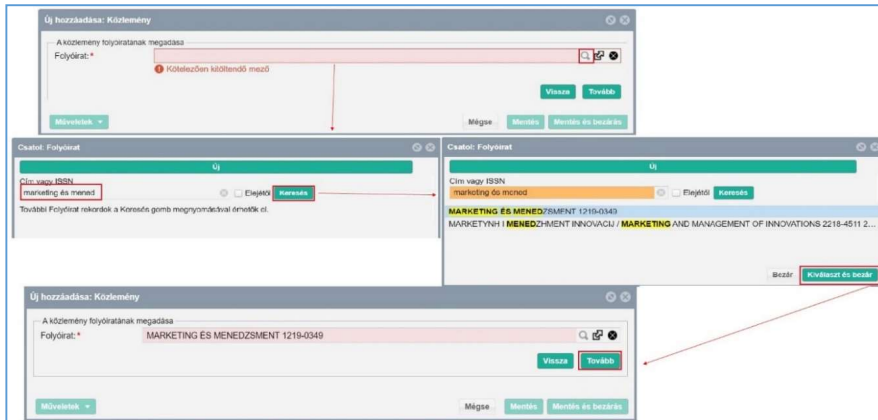 Új hozzáadása: Közlemény
A közlemény folyóiratának megadása
Folyóirat: *
Kötelezően kitöltendő mező
Vissza Tovább
Műveletek
Mégse Mentés Mentés és bezárás
Csatol: Folyóirat
Új
Cím vagy ISSN
marketing és mened Elejétől Keresés
További Folyóirat rekordok a Keresés gomb megnyomásával érhetők el.
Csatol: Folyóirat
Új
Cím vagy ISSN
marketing és mened Elejétől Keresés
MARKETING ÉS MENEDZSMENT 1219-0349
MARKETYNH I MENEDZHMENT INNOVACIJ / MARKETING AND MANAGEMENT OF INNOVATIONS 2218-4511 2...
Bezár Kiválaszt és bezár
Új hozzáadása: Közlemény
A közlemény folyóiratának megadása
Folyóirat: * MARKETING ÉS MENEDZSMENT 1219-0349
Vissza Tovább
Műveletek
Mégse Mentés Mentés és bezárás